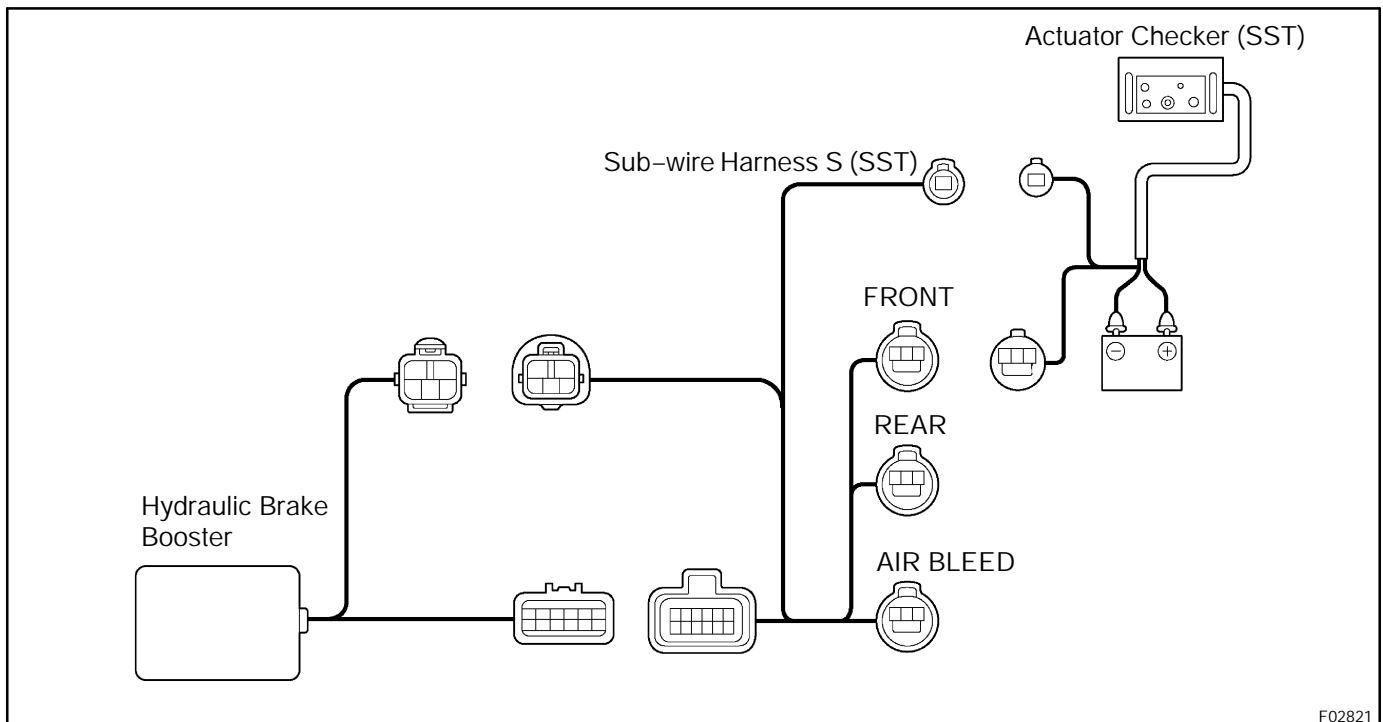 Actuator Checker (SST)
Sub-wire Harness S (SST)
FRONT
− +
REAR
Hydraulic Brake
Booster
AIR BLEED
F02821